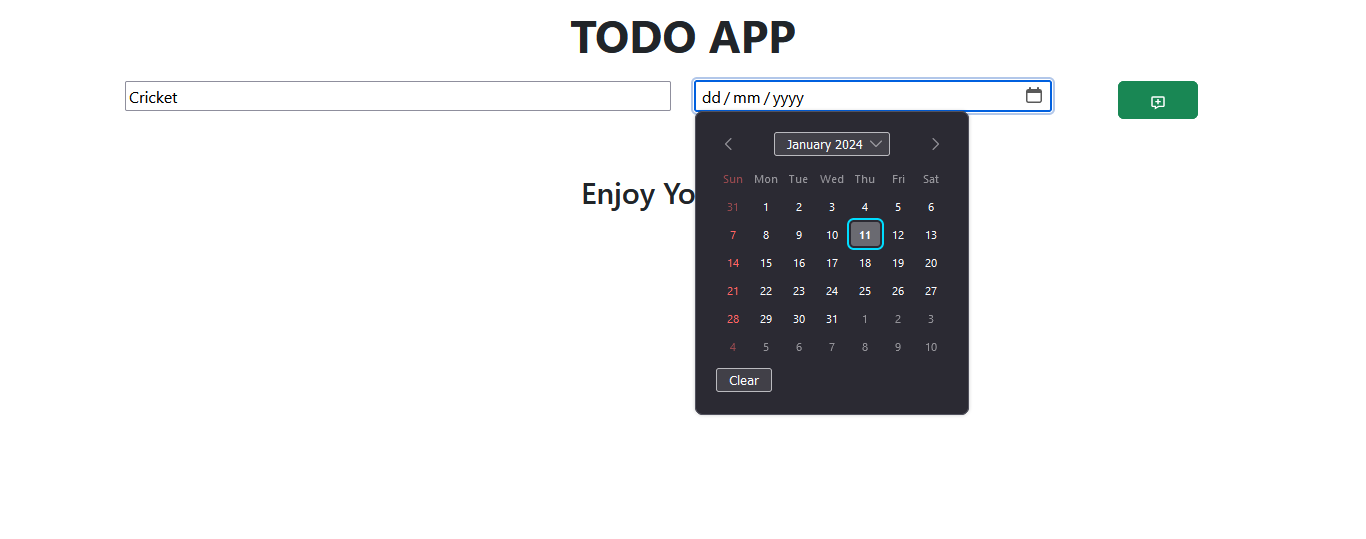 TODO APP
Cricket
dd / mm / yyyy
January 2024
Sun Mon Tue Wed Thu Fri Sat
31 1 2 3 4 5 6
7 8 9 10 11 12 13
14 15 16 17 18 19 20
21 22 23 24 25 26 27
28 29 30 31 1 2 3
4 5 6 7 8 9 10
Clear
Enjoy Yo